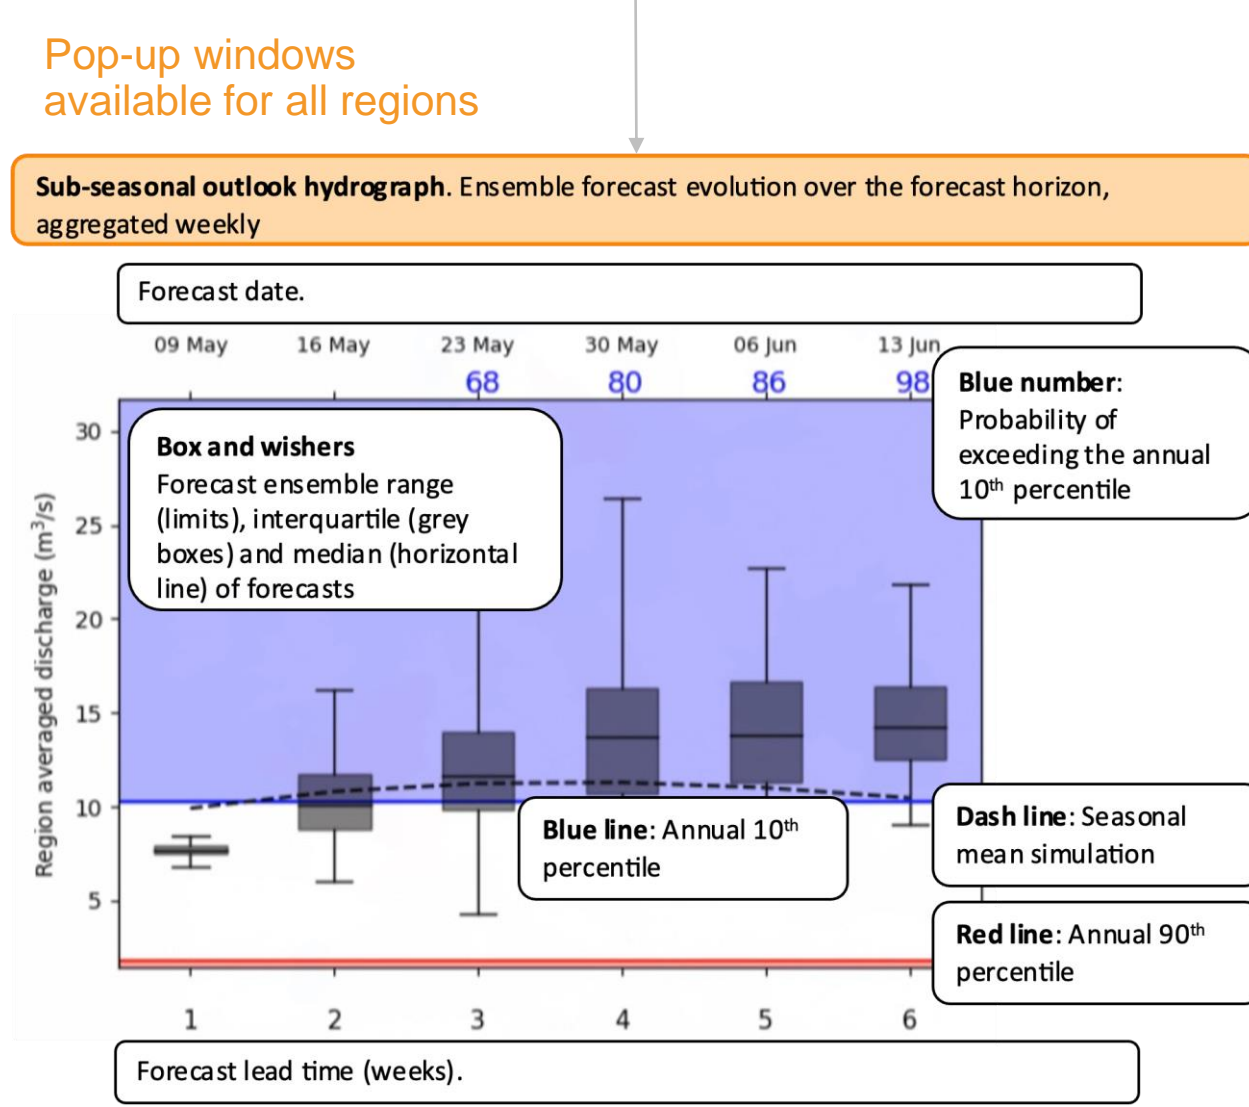 Pop-up windows
available for all regions
Sub-seasonal outlook hydrograph. Ensemble forecast evolution over the forecast horizon,
aggregated weekly
Forecast date.
09 May 16 May 23 May 30 May 06 Jun 13 Jun
68 80 86 98
Blue number:
Probability of
exceeding the annual
10th percentile
Box and wishers
Forecast ensemble range
(limits), interquartile (grey
boxes) and median (horizontal
line) of forecasts
Region averaged discharge (m³/s)
30
25
20
15
10
5
Blue line: Annual 10th
percentile
Dash line: Seasonal
mean simulation
Red line: Annual 90th
percentile
1 2 3 4 5 6
Forecast lead time (weeks).